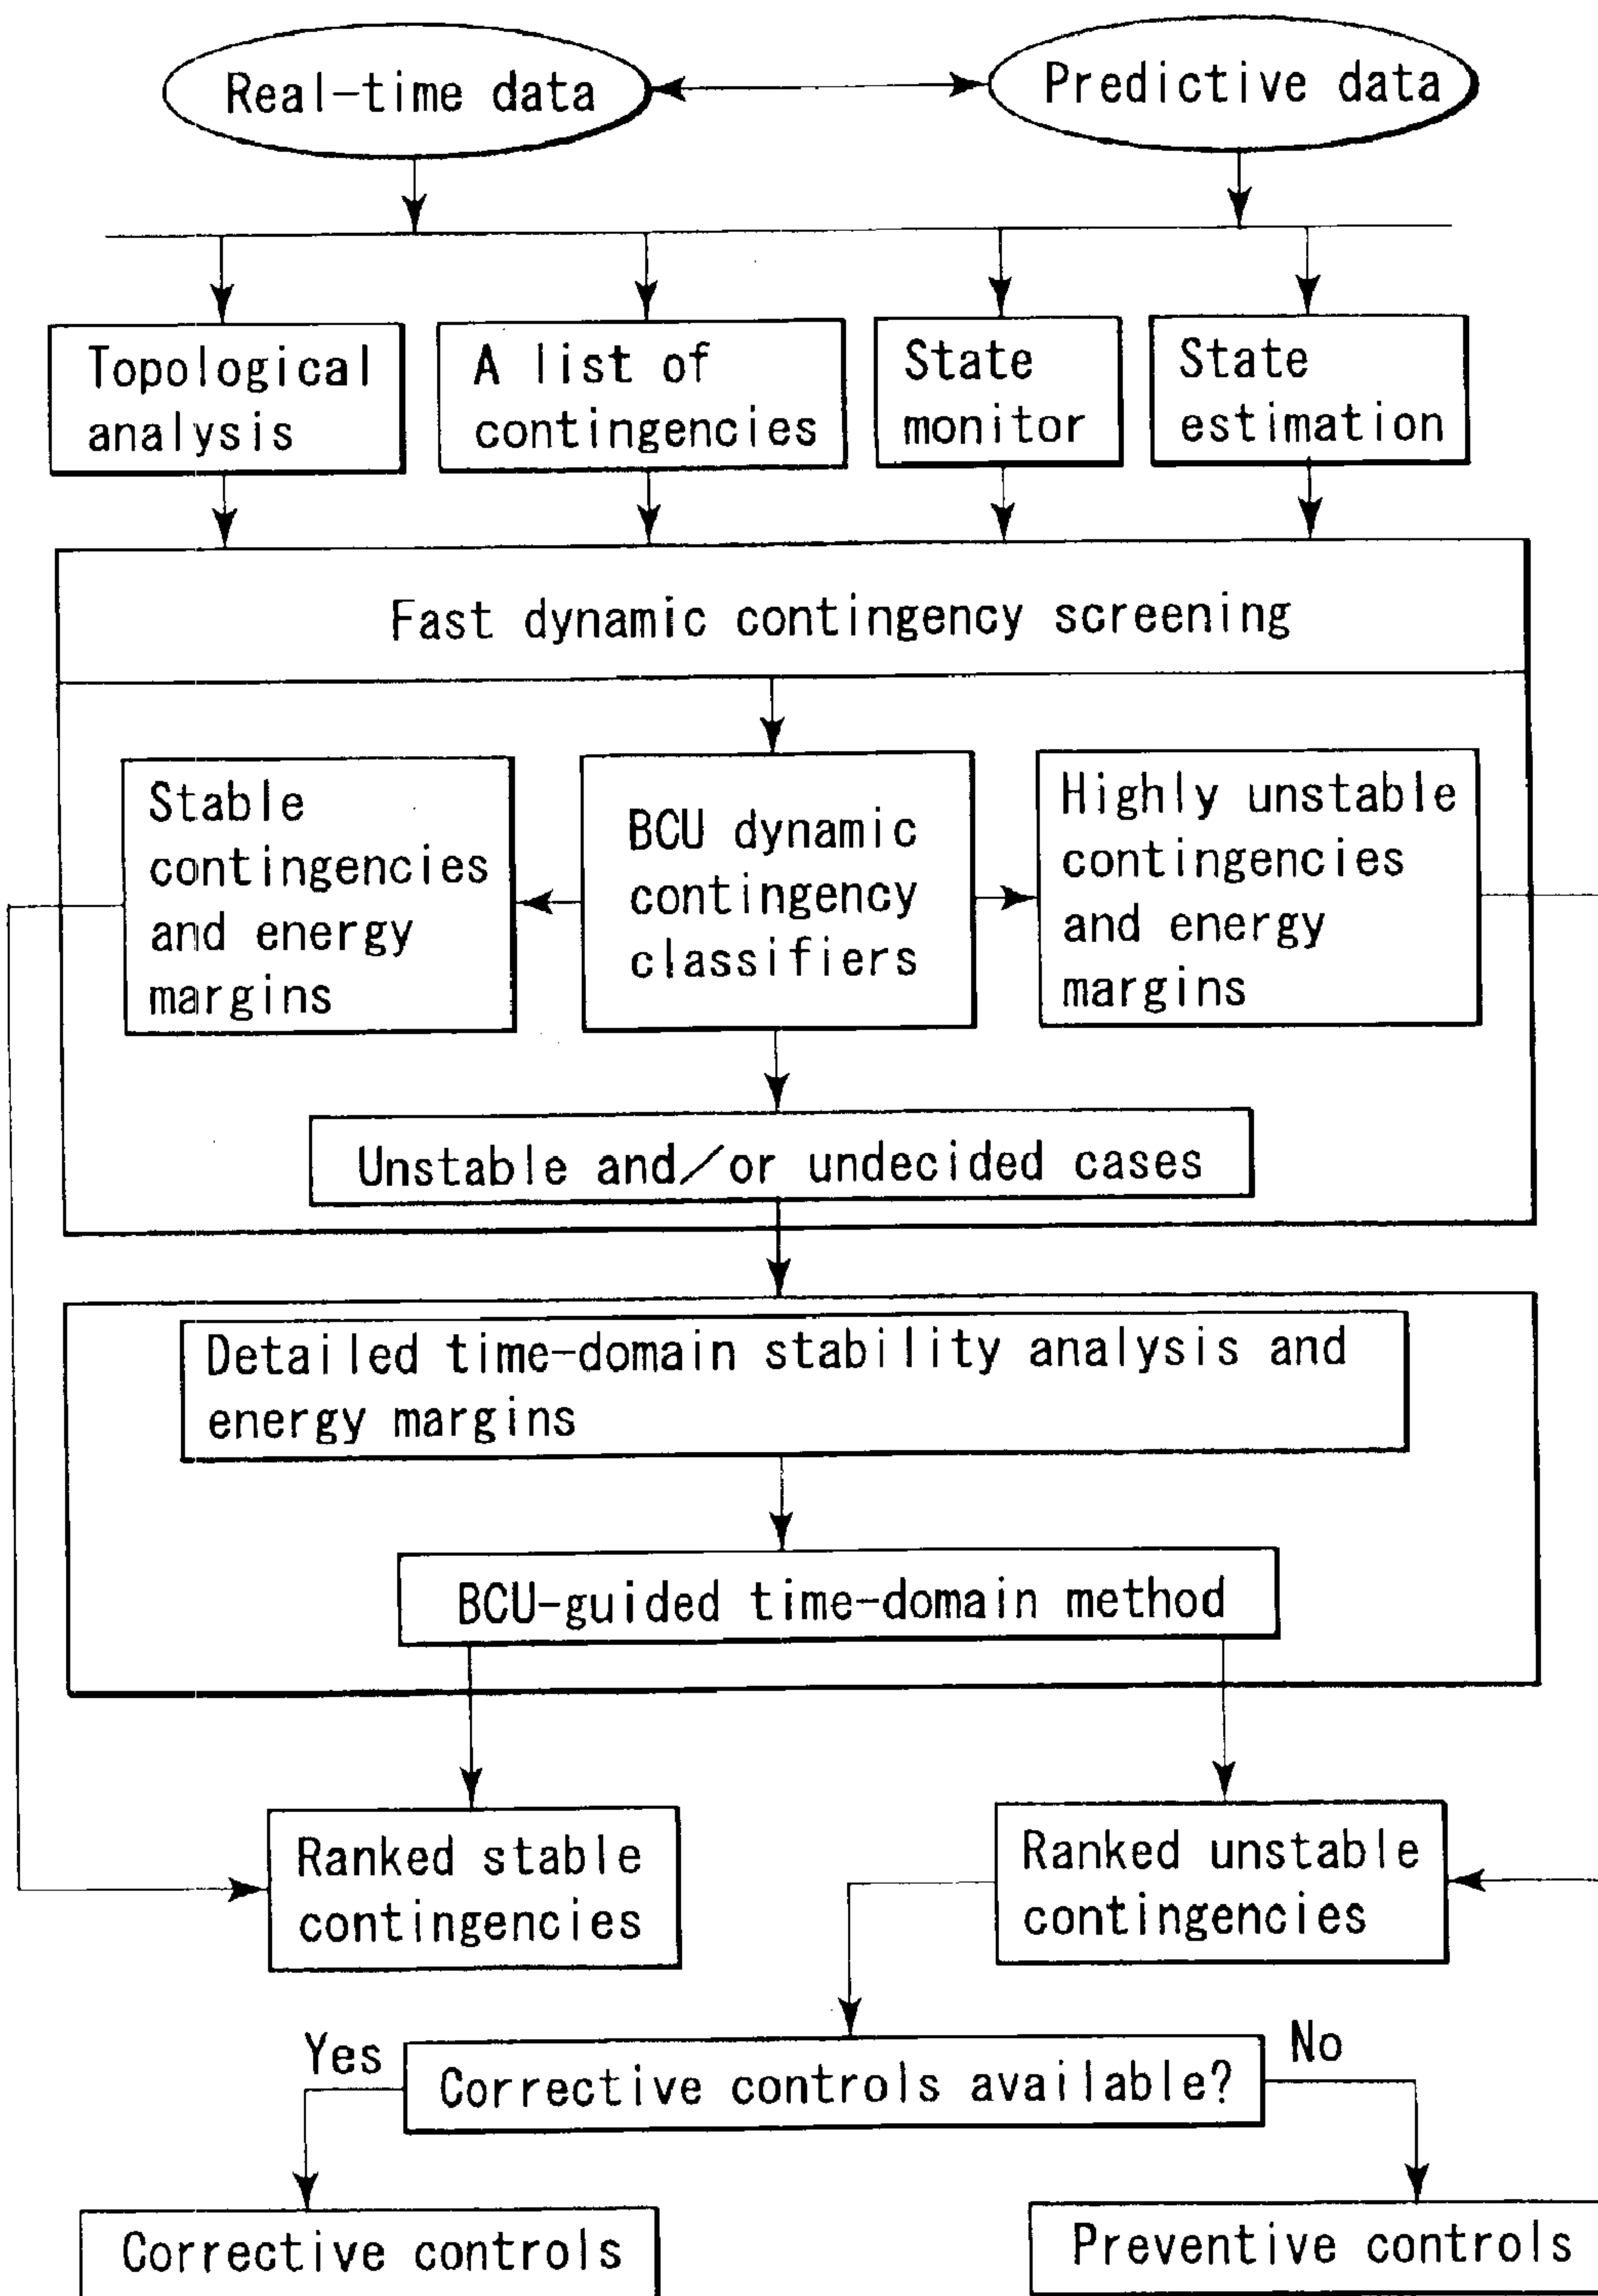 Real-time data
Predictive data
Topological
analysis
A list of
contingencies
State
monitor
State
estimation
Fast dynamic contingency screening
Stable
contingencies
and energy
margins
BCU dynamic
contingency
classifiers
Highly unstable
contingencies
and energy
margins
Unstable and/or undecided cases
Detailed time-domain stability analysis and
energy margins
BCU-guided time-domain method
Ranked stable
contingencies
Ranked unstable
contingencies
Yes
Corrective controls available?
No
Corrective controls
Preventive controls